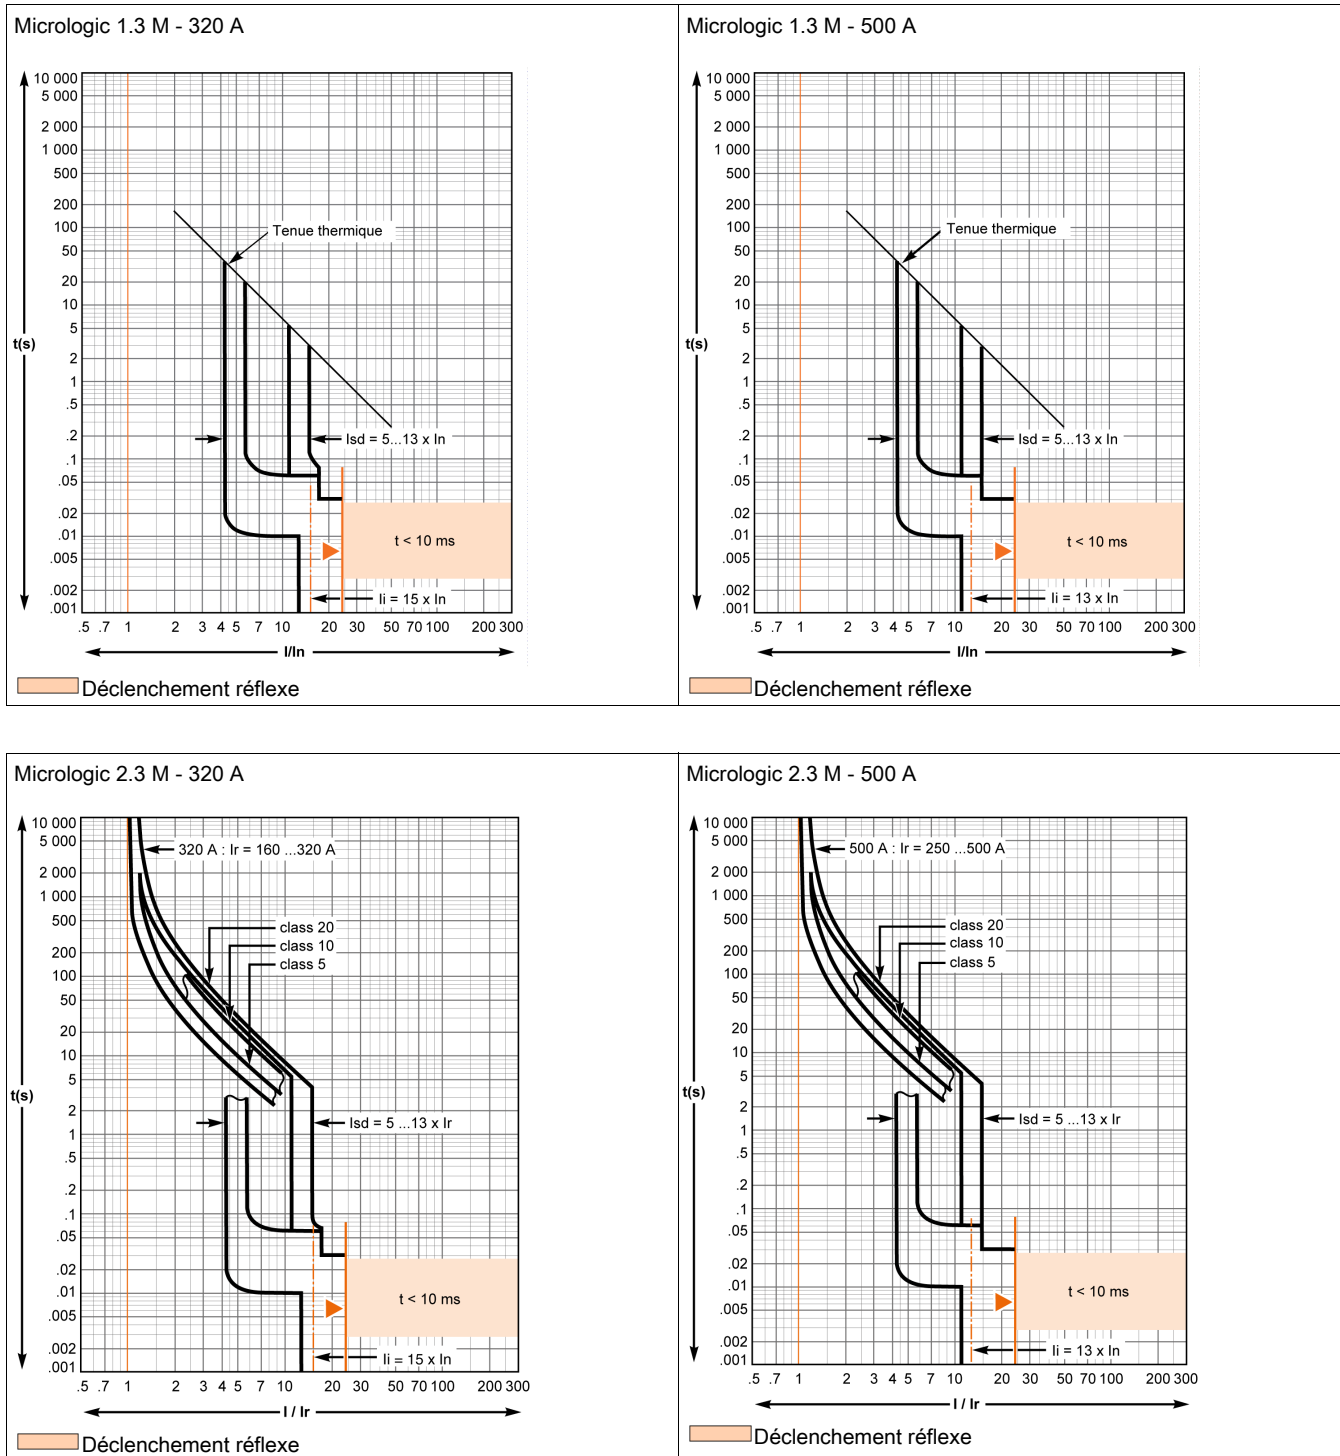 Micrologic 1.3 M - 320 A
10 000
5 000
2 000
1 000
500
200
100
50
20
10
5
2
1
.5
.2
.1
.05
.02
.01
.005
.002
.001
t(s)
Tenue thermique
Isd = 5...13 x In
t < 10 ms
Ii = 15 x In
.5 .7 1 2 3 4 5 7 10 20 30 50 70 100 200 300
I/In
Déclenchement réflexe
Micrologic 1.3 M - 500 A
10 000
5 000
2 000
1 000
500
200
100
50
20
10
5
2
1
.5
.2
.1
.05
.02
.01
.005
.002
.001
t(s)
Tenue thermique
Isd = 5...13 x In
t < 10 ms
Ii = 13 x In
.5 .7 1 2 3 4 5 7 10 20 30 50 70 100 200 300
I/In
Déclenchement réflexe
Micrologic 2.3 M - 320 A
10 000
5 000
2 000
1 000
500
200
100
50
20
10
5
2
1
.5
.2
.1
.05
.02
.01
.005
.002
.001
t(s)
320 A : Ir = 160 ...320 A
class 20
class 10
class 5
Isd = 5 ...13 x Ir
t < 10 ms
Ii = 15 x In
.5 .7 1 2 3 4 5 7 10 20 30 50 70 100 200 300
I / Ir
Déclenchement réflexe
Micrologic 2.3 M - 500 A
10 000
5 000
2 000
1 000
500
200
100
50
20
10
5
2
1
.5
.2
.1
.05
.02
.01
.005
.002
.001
t(s)
500 A : Ir = 250 ...500 A
class 20
class 10
class 5
Isd = 5 ...13 x Ir
t < 10 ms
Ii = 13 x In
.5 .7 1 2 3 4 5 7 10 20 30 50 70 100 200 300
I / Ir
Déclenchement réflexe